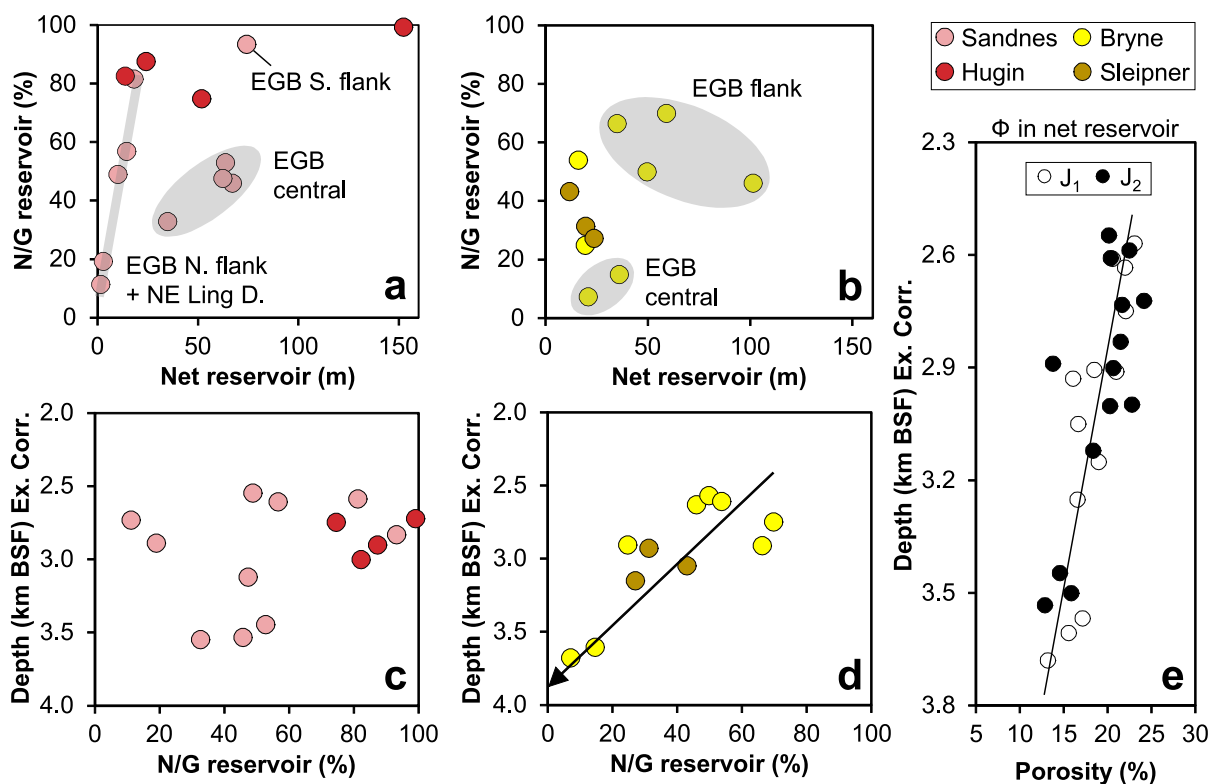 100
80
60
40
20
0
N/G reservoir (%)
EGB S. flank
EGB
central
EGB N. flank
+ NE Ling D.
a
0
50
100
150
Net reservoir (m)
100
80
60
40
20
0
N/G reservoir (%)
EGB flank
EGB
central
b
0
50
100
150
Net reservoir (m)
Sandnes
Bryne
Hugin
Sleipner
Φ in net reservoir
2.3
2.6
2.9
3.2
3.5
3.8
Depth (km BSF) Ex. Corr.
J₁
J₂
e
5
10
15
20
25
30
Porosity (%)
2.0
2.5
3.0
3.5
4.0
Depth (km BSF) Ex. Corr.
c
0
20
40
60
80
100
N/G reservoir (%)
2.0
2.5
3.0
3.5
4.0
Depth (km BSF) Ex. Corr.
d
0
20
40
60
80
100
N/G reservoir (%)